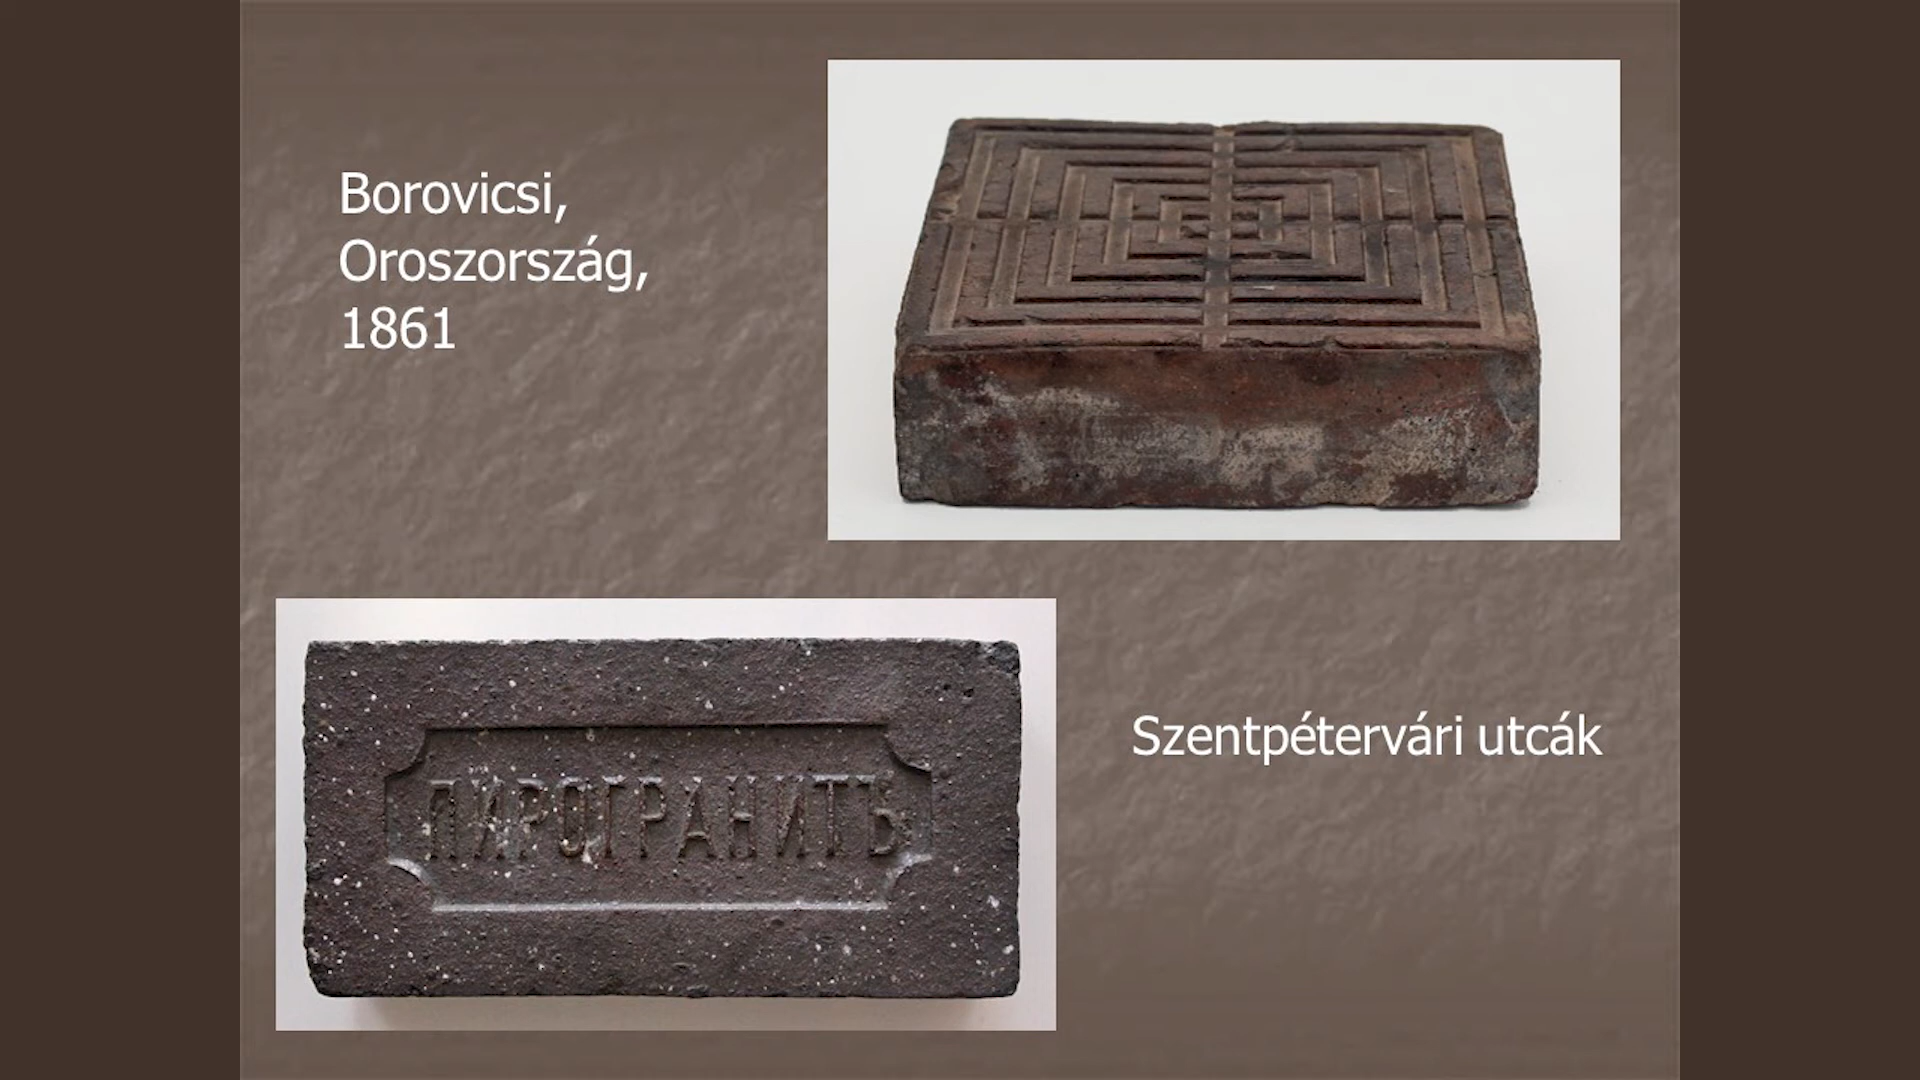 Borovicsi,
Oroszország,
1861
ПИРОГРАНИТЪ
Szentpétervári utcák